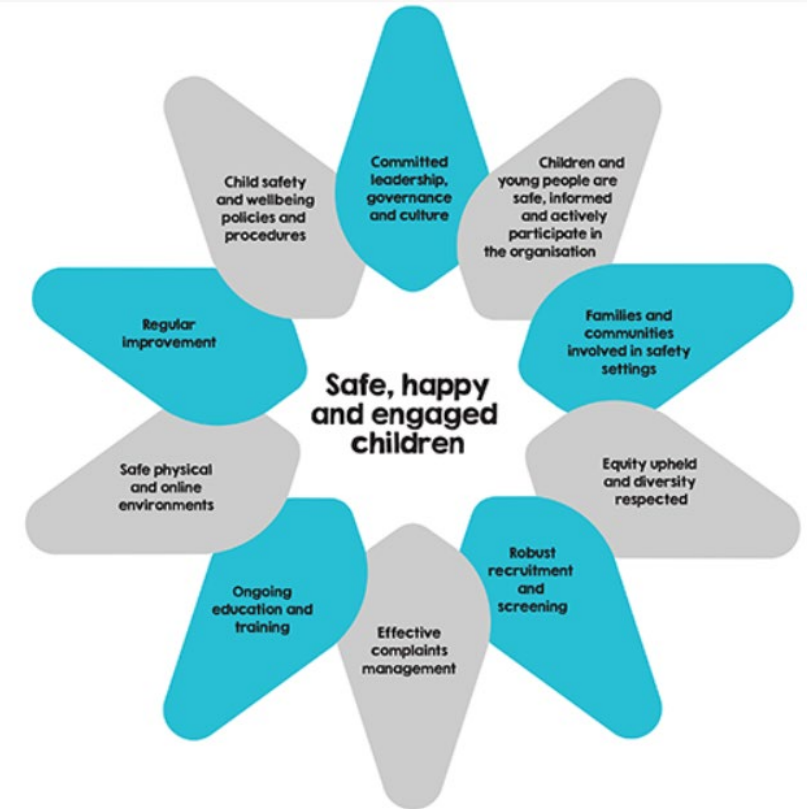 Committed
leadership,
governance
and culture
Children and
young people are
safe, informed
and actively
participate in
the organisation
Families and
communities
involved in safety
settings
Equity upheld
and diversity
respected
Robust
recruitment
and
screening
Effective
complaints
management
Ongoing
education and
training
Safe physical
and online
environments
Regular
improvement
Child safety
and wellbeing
policies and
procedures
Safe, happy
and engaged
children